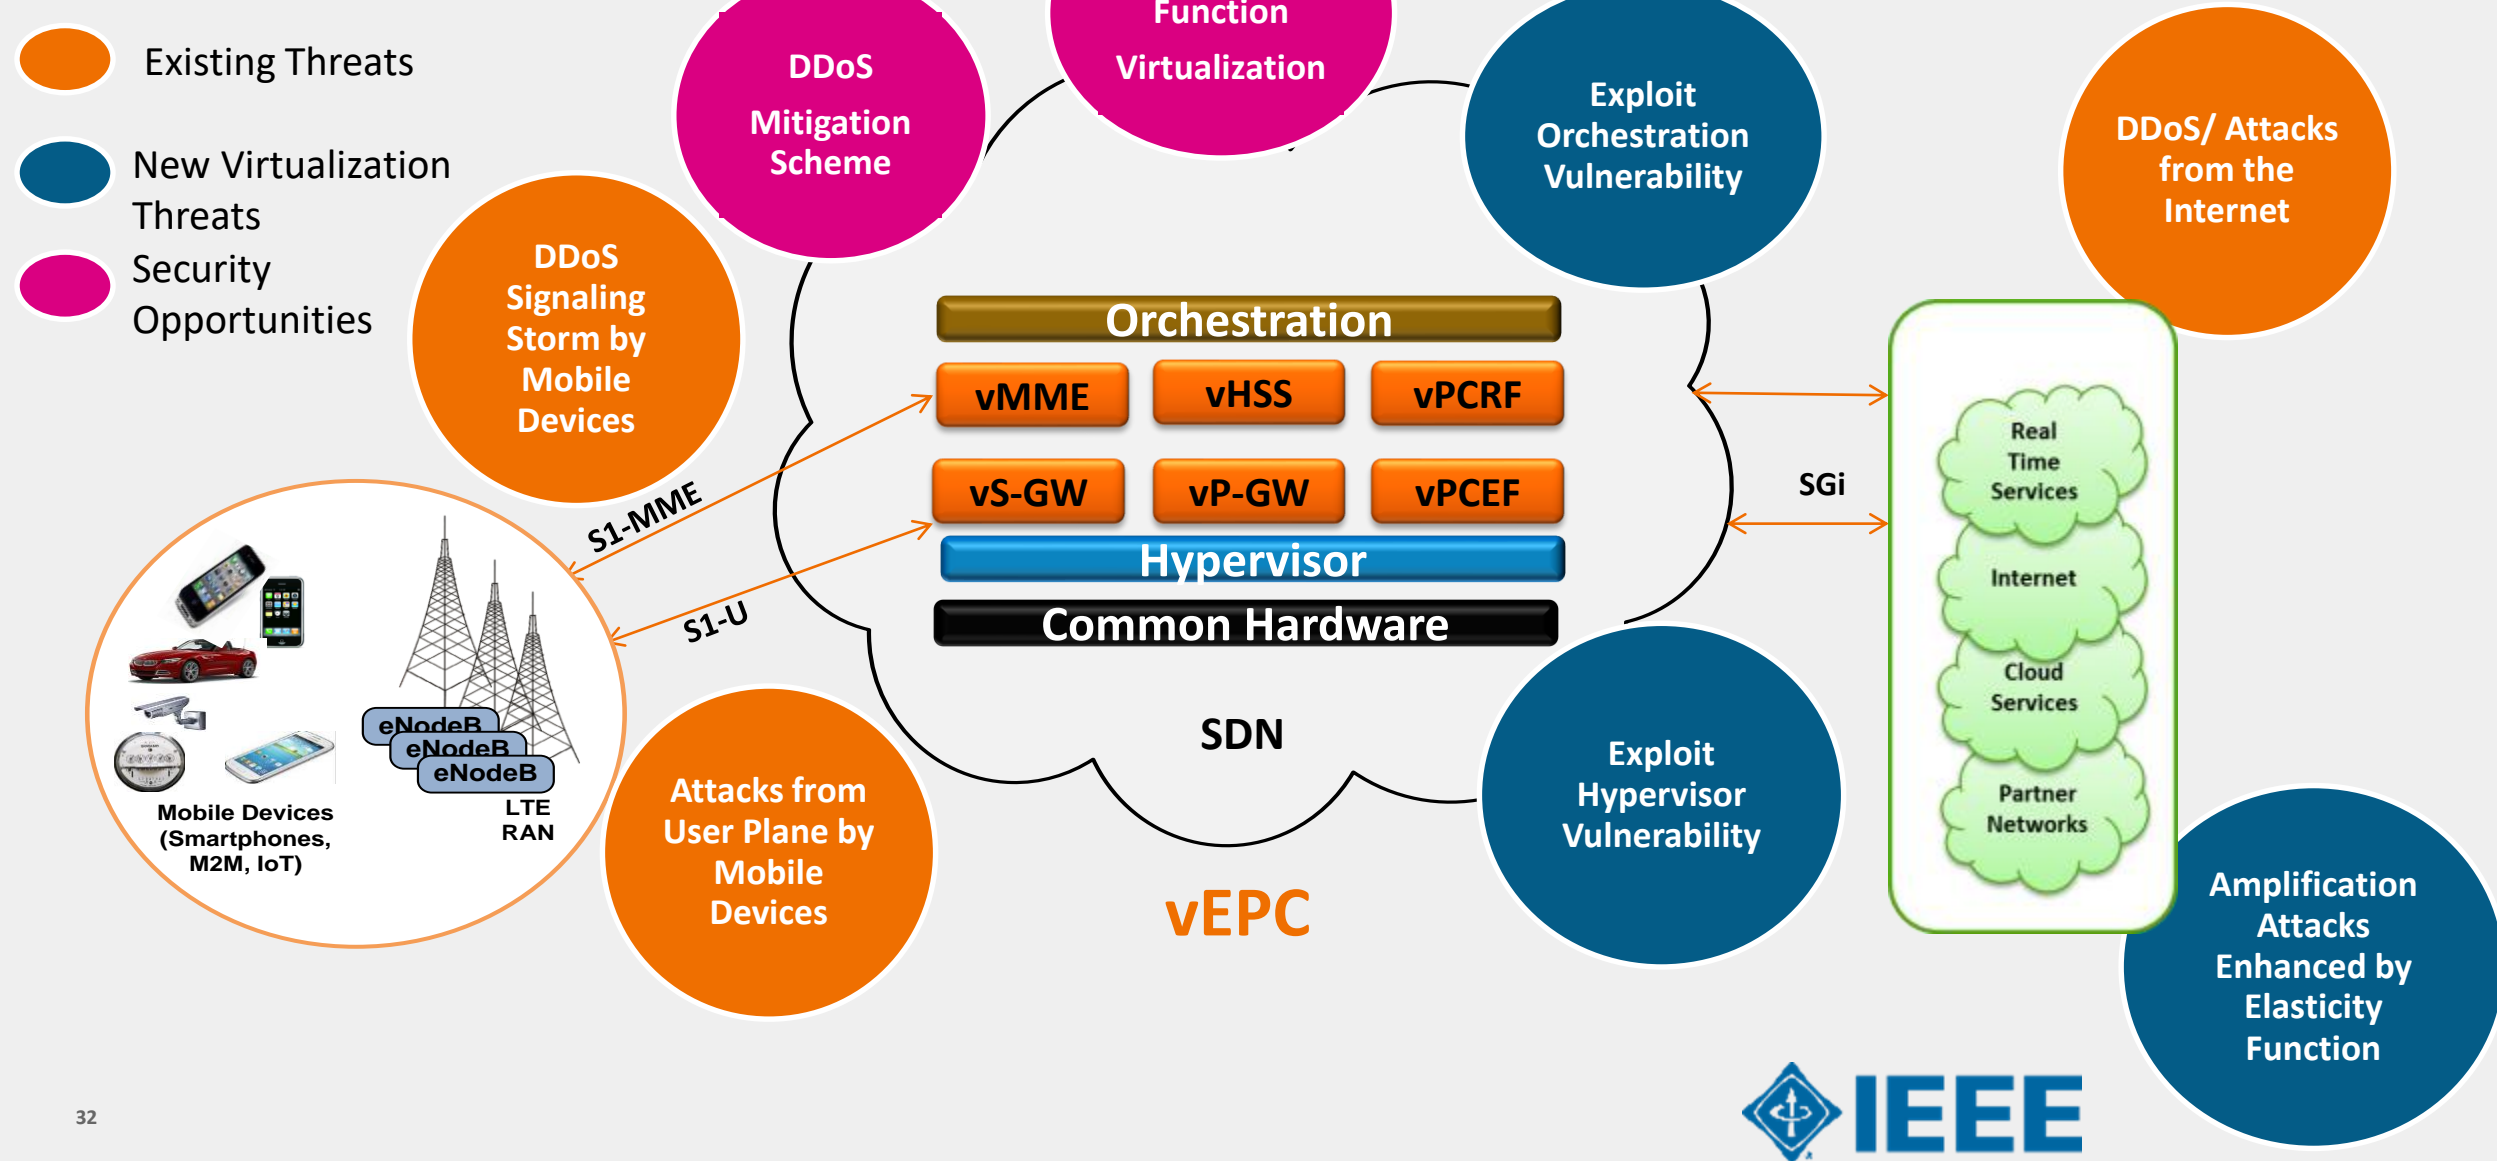 Existing Threats
New Virtualization
Threats
Security
Opportunities
DDoS
Mitigation
Scheme
Function
Virtualization
Exploit
Orchestration
Vulnerability
DDoS/ Attacks
from the
Internet
DDoS
Signaling
Storm by
Mobile
Devices
Orchestration
vMME
vHSS
vPCRF
vS-GW
vP-GW
vPCEF
Hypervisor
Common Hardware
SDN
vEPC
S1-MME
S1-U
SGi
Real
Time
Services
Internet
Cloud
Services
Partner
Networks
eNodeB
eNodeB
eNodeB
LTE
RAN
Mobile Devices
(Smartphones,
M2M, IoT)
Attacks from
User Plane by
Mobile
Devices
Exploit
Hypervisor
Vulnerability
Amplification
Attacks
Enhanced by
Elasticity
Function
32
IEEE